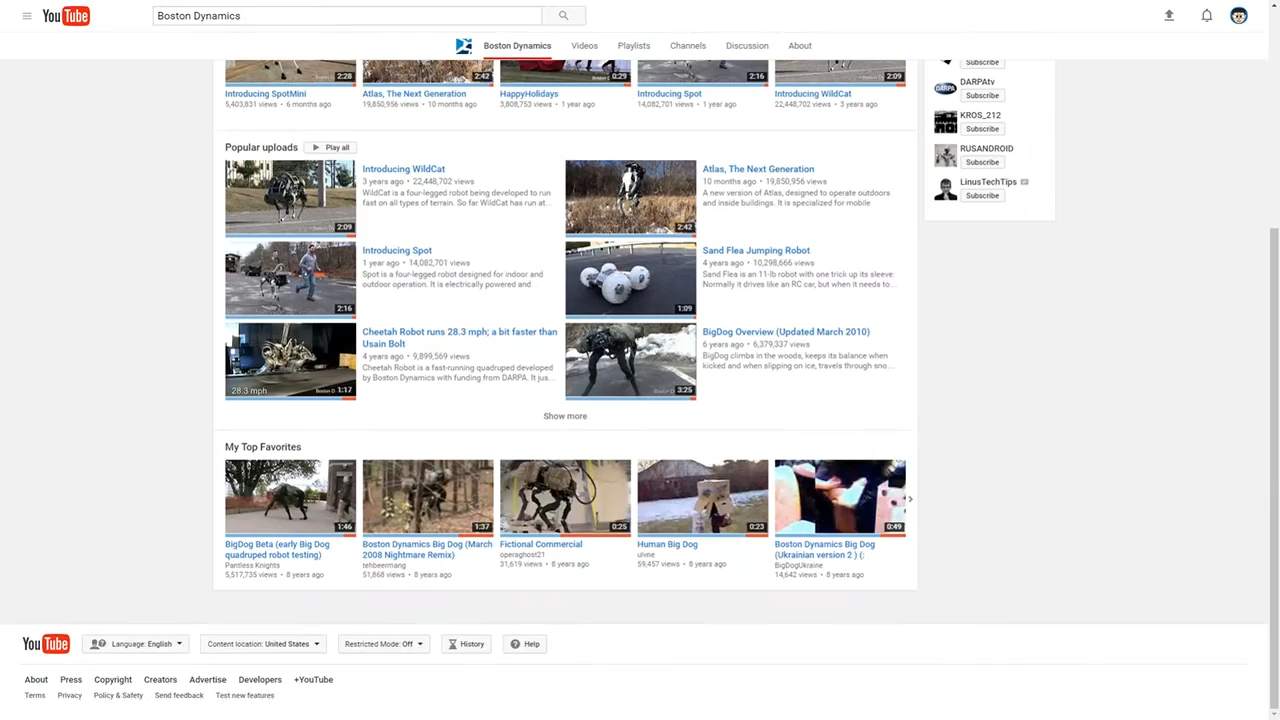 YouTube
Boston Dynamics
Boston Dynamics Videos Playlists Channels Discussion About
2:28 2:42 0:29 2:16 2:09
Introducing SpotMini Atlas, The Next Generation HappyHolidays Introducing Spot Introducing WildCat
5,403,831 views • 6 months ago 19,850,956 views • 10 months ago 3,808,753 views • 1 year ago 14,082,701 views • 1 year ago 22,448,702 views • 3 years ago
Subscribe
DARPAtv
Subscribe
KROS_212
Subscribe
RUSANDROID
Subscribe
LinusTechTips
Subscribe
Popular uploads Play all
Introducing WildCat
3 years ago • 22,448,702 views
WildCat is a four-legged robot being developed to run
fast on all types of terrain. So far WildCat has run at...
2:09
Atlas, The Next Generation
10 months ago • 19,850,956 views
A new version of Atlas, designed to operate outdoors
and inside buildings. It is specialized for mobile
2:42
Introducing Spot
1 year ago • 14,082,701 views
Spot is a four-legged robot designed for indoor and
outdoor operation. It is electrically powered and...
2:16
Sand Flea Jumping Robot
4 years ago • 10,298,666 views
Sand Flea is an 11-lb robot with one trick up its sleeve:
Normally it drives like an RC car, but when it needs to...
1:09
Cheetah Robot runs 28.3 mph; a bit faster than
Usain Bolt
4 years ago • 9,899,569 views
Cheetah Robot is a fast-running quadruped developed
by Boston Dynamics with funding from DARPA. It jus...
28.3 mph 1:17
BigDog Overview (Updated March 2010)
6 years ago • 6,379,337 views
BigDog climbs in the woods, keeps its balance when
kicked and when slipping on ice, travels through sno...
3:25
Show more
My Top Favorites
1:46 1:37 0:25 0:23 0:49
BigDog Beta (early Big Dog
quadruped robot testing)
Pantless Knights
5,517,735 views • 8 years ago
Boston Dynamics Big Dog (March
2008 Nightmare Remix)
tehbeermang
51,868 views • 8 years ago
Fictional Commercial
operaghost21
31,619 views • 8 years ago
Human Big Dog
ulvne
59,457 views • 8 years ago
Boston Dynamics Big Dog
(Ukrainian version 2 ) (:
BigDogUkraine
14,642 views • 8 years ago
YouTube Language: English Content location: United States Restricted Mode: Off History Help
About Press Copyright Creators Advertise Developers +YouTube
Terms Privacy Policy & Safety Send feedback Test new features